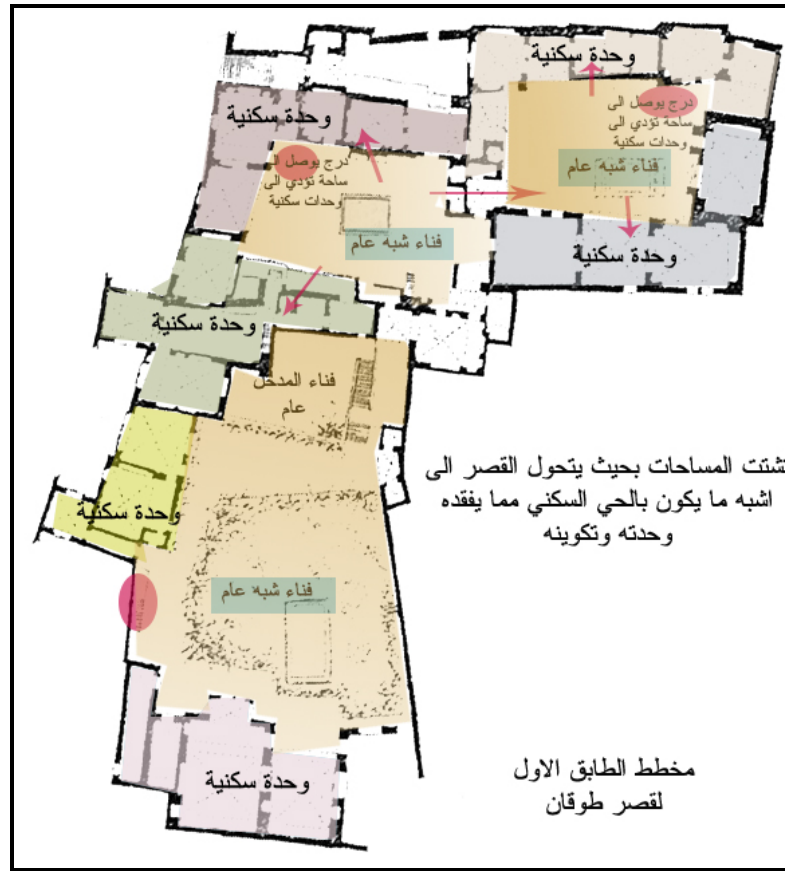 وحدة سكنية
درج يوصل الى
ساحة تؤدي الى
وحدات سكنية
فناء شبه عام
وحدة سكنية
وحدة سكنية
درج يوصل الى
ساحة تؤدي الى
وحدات سكنية
فناء شبه عام
وحدة سكنية
فناء المدخل
عام
تشتت المساحات بحيث يتحول القصر الى
اشبه ما يكون بالحي السكني مما يفقده
وحدته وتكوينه
وحدة سكنية
فناء شبه عام
وحدة سكنية
مخطط الطابق الاول
لقصر طوقان